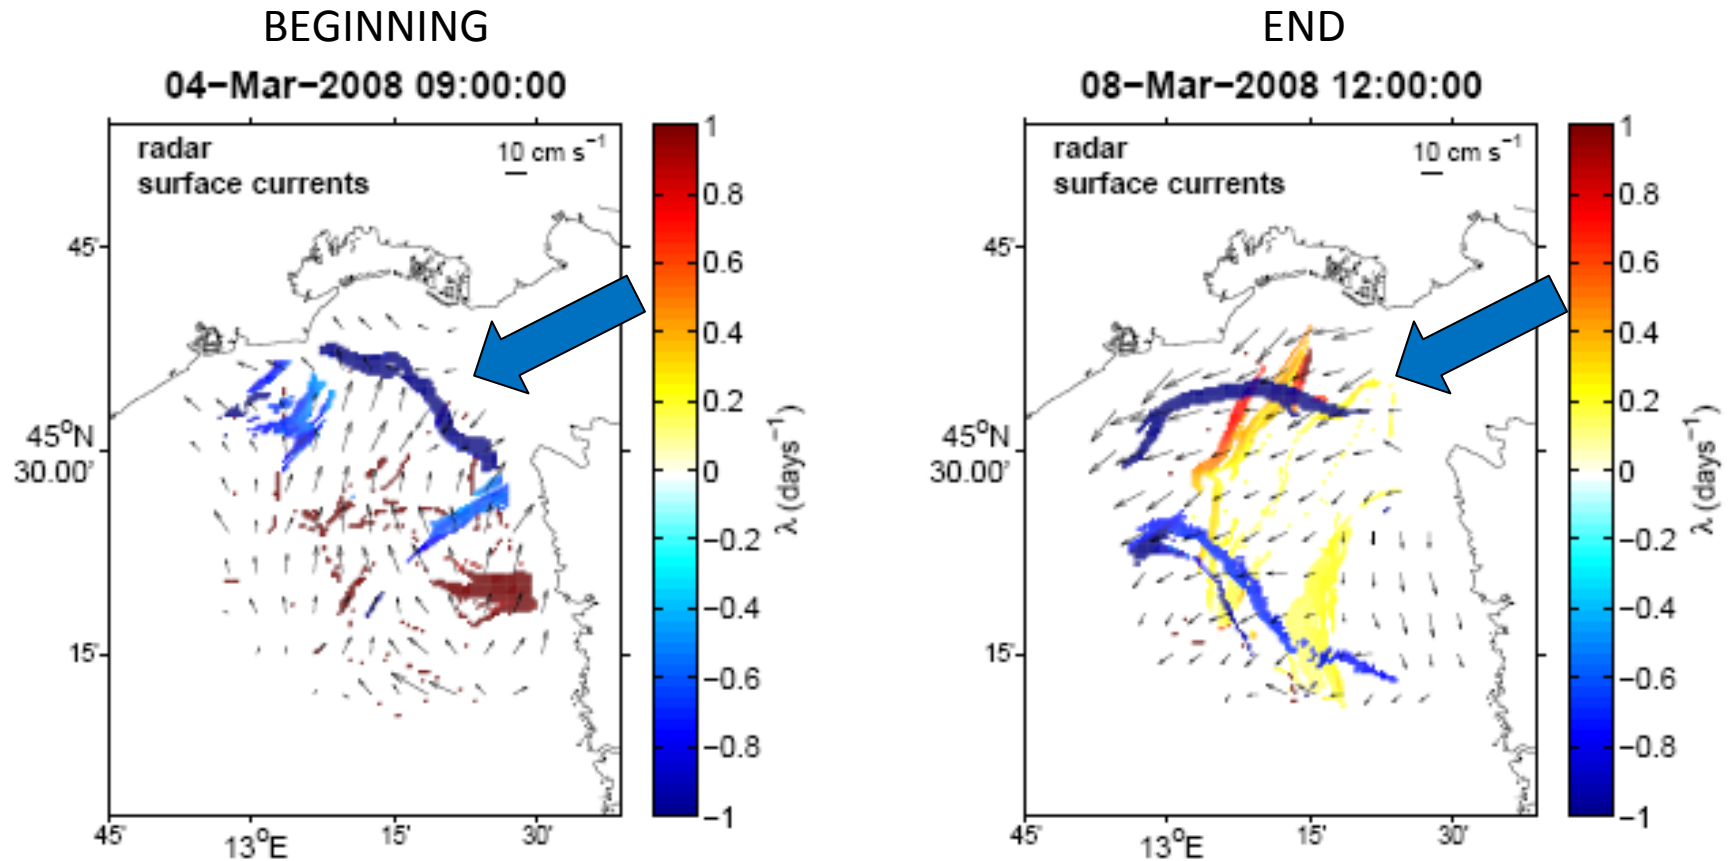 BEGINNING
04-Mar-2008 09:00:00
radar
surface currents
10 cm s⁻¹
45'
45°N
30.00'
15'
45'
13°E
15'
30'
1
0.8
0.6
0.4
0.2
0
-0.2
-0.4
-0.6
-0.8
-1
λ (days⁻¹)
END
08-Mar-2008 12:00:00
radar
surface currents
10 cm s⁻¹
45'
45°N
30.00'
15'
45'
13°E
15'
30'
1
0.8
0.6
0.4
0.2
0
-0.2
-0.4
-0.6
-0.8
-1
λ (days⁻¹)